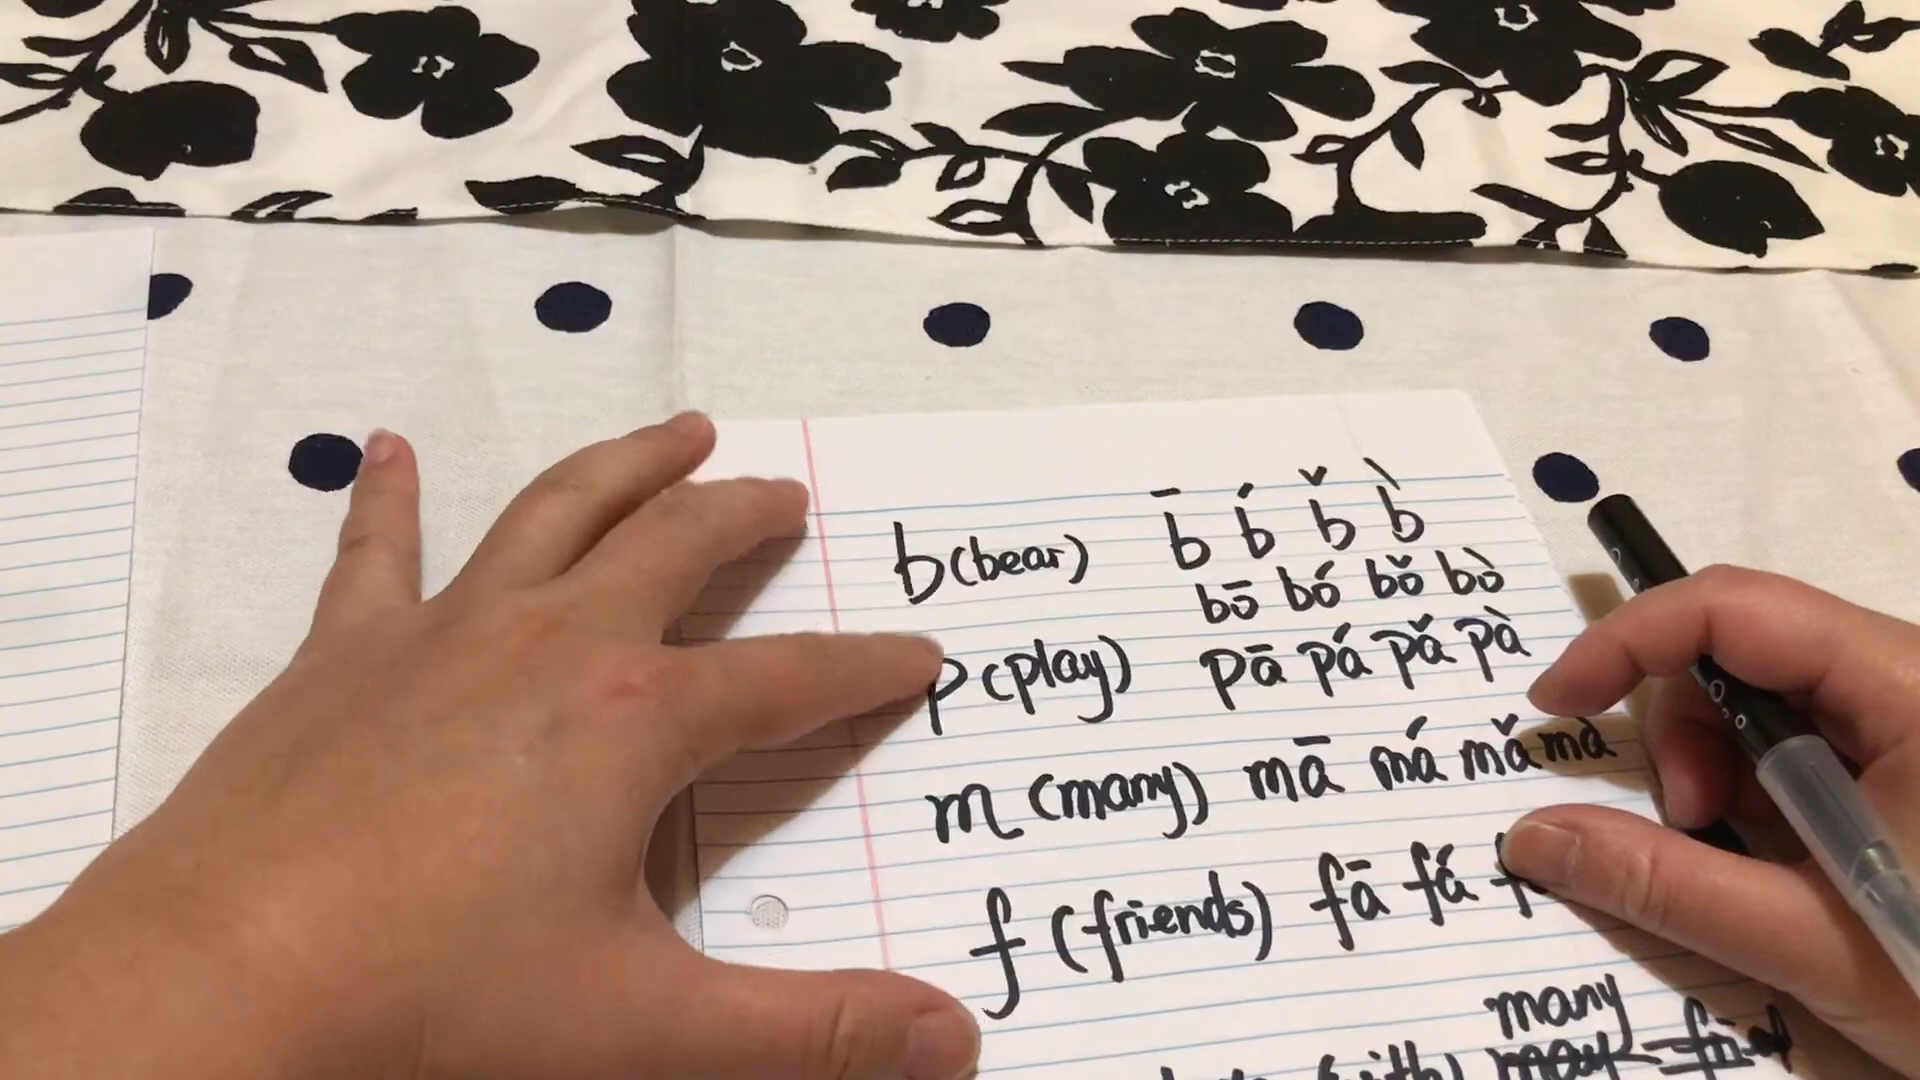 b (bear) b̄ b́ b̌ b̀
bō bó bǒ bò
p (play) pā pá pǎ pà
m (many) mā má mǎ mà
f (friends) fā fá
many